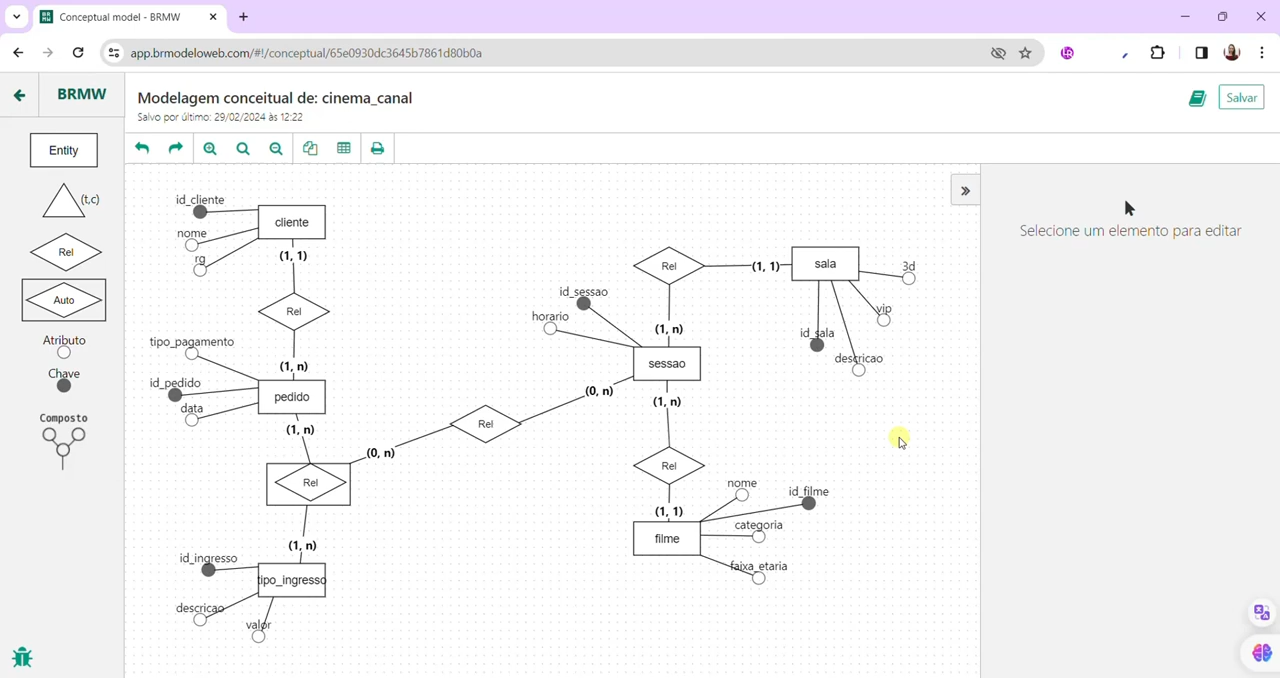 Conceptual model - BRMW
app.brmodeloweb.com/#!/conceptual/65e0930dc3645b7861d80b0a
BRMW
Modelagem conceitual de: cinema_canal
Salvo por último: 29/02/2024 às 12:22
Salvar
Entity
(t,c)
Rel
Auto
Atributo
Chave
Composto
id_cliente
nome
rg
cliente
(1, 1)
Rel
(1, n)
tipo_pagamento
id_pedido
data
pedido
(1, n)
Rel
(1, n)
id_ingresso
tipo_ingresso
descricao
valor
(0, n)
Rel
(0, n)
id_sessao
horario
sessao
(1, n)
Rel
(1, 1)
sala
3d
vip
id_sala
descricao
(1, n)
Rel
(1, 1)
filme
nome
id_filme
categoria
faixa_etaria
Selecione um elemento para editar